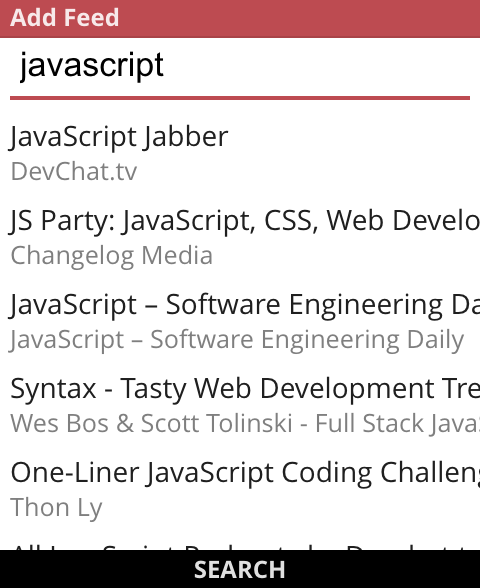 Add Feed
javascript
JavaScript Jabber
DevChat.tv
JS Party: JavaScript, CSS, Web Develo
Changelog Media
JavaScript – Software Engineering Da
JavaScript – Software Engineering Daily
Syntax - Tasty Web Development Tre
Wes Bos & Scott Tolinski - Full Stack Java
One-Liner JavaScript Coding Challeng
Thon Ly
SEARCH